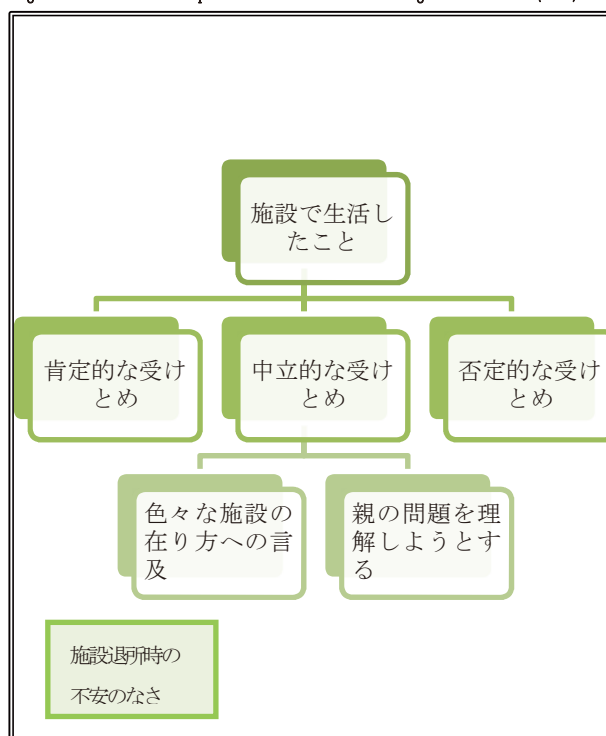 施設で生活し
たこと
肯定的な受け
とめ
中立的な受け
とめ
否定的な受け
とめ
色々な施設の
在り方への言
及
親の問題を理
解しようとす
る
施設退所時の
不安のなさ